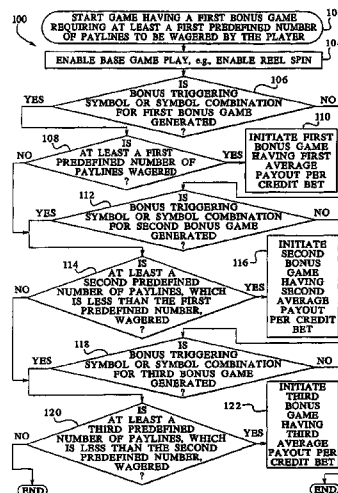 100
102
START GAME HAVING A FIRST BONUS GAME
REQUIRING AT LEAST A FIRST PREDEFINED NUMBER
OF PAYLINES TO BE WAGERED BY THE PLAYER
104
ENABLE BASE GAME PLAY, e.g., ENABLE REEL SPIN
106
IS
BONUS TRIGGERING
SYMBOL OR SYMBOL COMBINATION
FOR FIRST BONUS GAME
GENERATED
?
YES
NO
108
IS
AT LEAST A FIRST
PREDEFINED NUMBER OF
PAYLINES WAGERED
?
NO
YES
110
INITIATE FIRST
BONUS GAME
HAVING FIRST
AVERAGE
PAYOUT PER
CREDIT BET
112
IS
BONUS TRIGGERING
SYMBOL OR SYMBOL COMBINATION
FOR SECOND BONUS GAME
GENERATED
?
YES
NO
114
IS
AT LEAST A
SECOND PREDEFINED
NUMBER OF PAYLINES, WHICH
IS LESS THAN THE FIRST
PREDEFINED NUMBER,
WAGERED
?
NO
YES
116
INITIATE
SECOND
BONUS
GAME
HAVING
SECOND
AVERAGE
PAYOUT
PER
CREDIT
BET
118
IS
BONUS TRIGGERING
SYMBOL OR SYMBOL COMBINATION
FOR THIRD BONUS GAME
GENERATED
?
YES
NO
120
IS
AT LEAST A
THIRD PREDEFINED
NUMBER OF PAYLINES, WHICH
IS LESS THAN THE SECOND
PREDEFINED NUMBER,
WAGERED
?
NO
YES
122
INITIATE
THIRD
BONUS
GAME
HAVING
THIRD
AVERAGE
PAYOUT PER
CREDIT BET
END
END